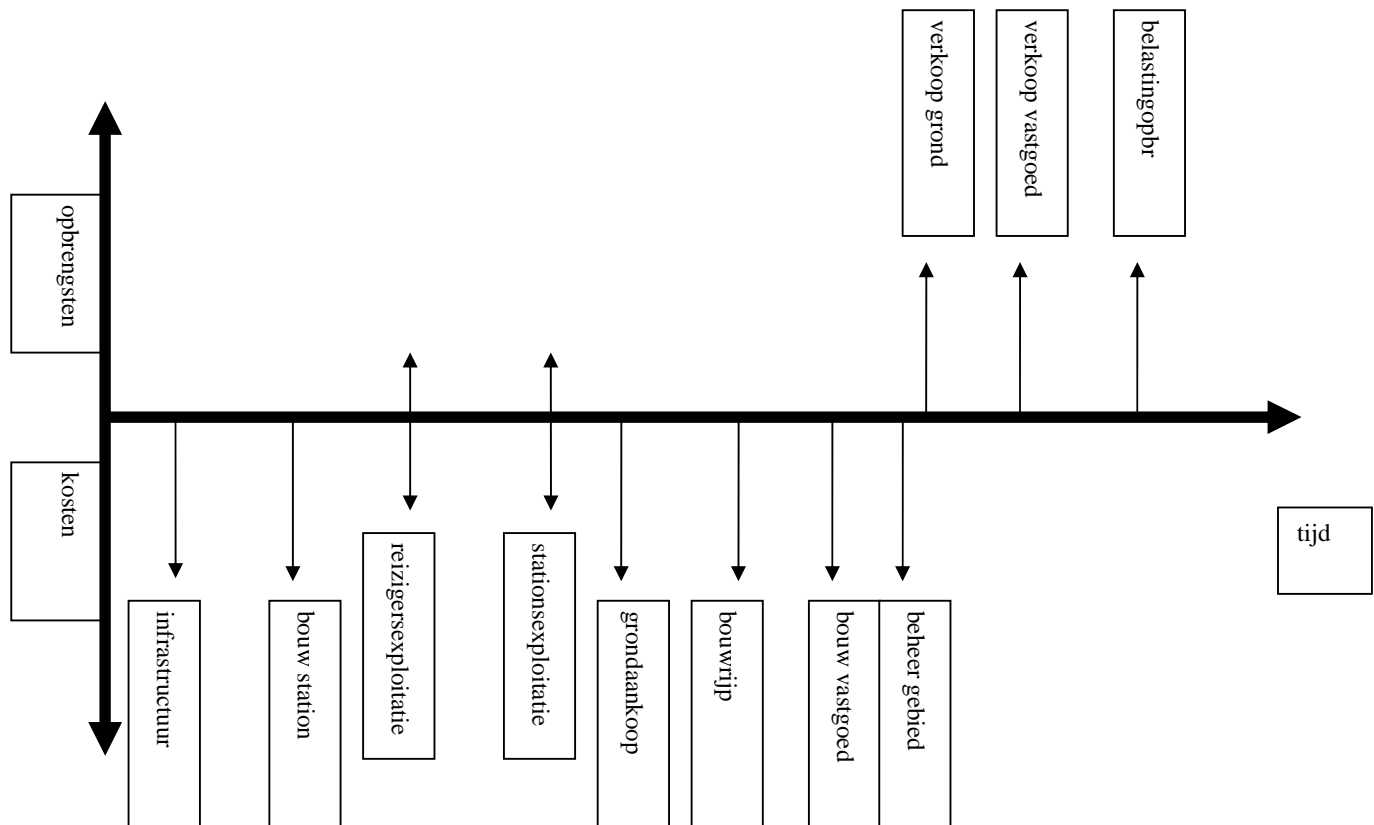 verkoop grond
verkoop vastgoed
belastingopbr
opbrengsten
kosten
tijd
infrastructuur
bouw station
reizigersexploitatie
stationsexploitatie
grondaankoop
bouwrijp
bouw vastgoed
beheer gebied